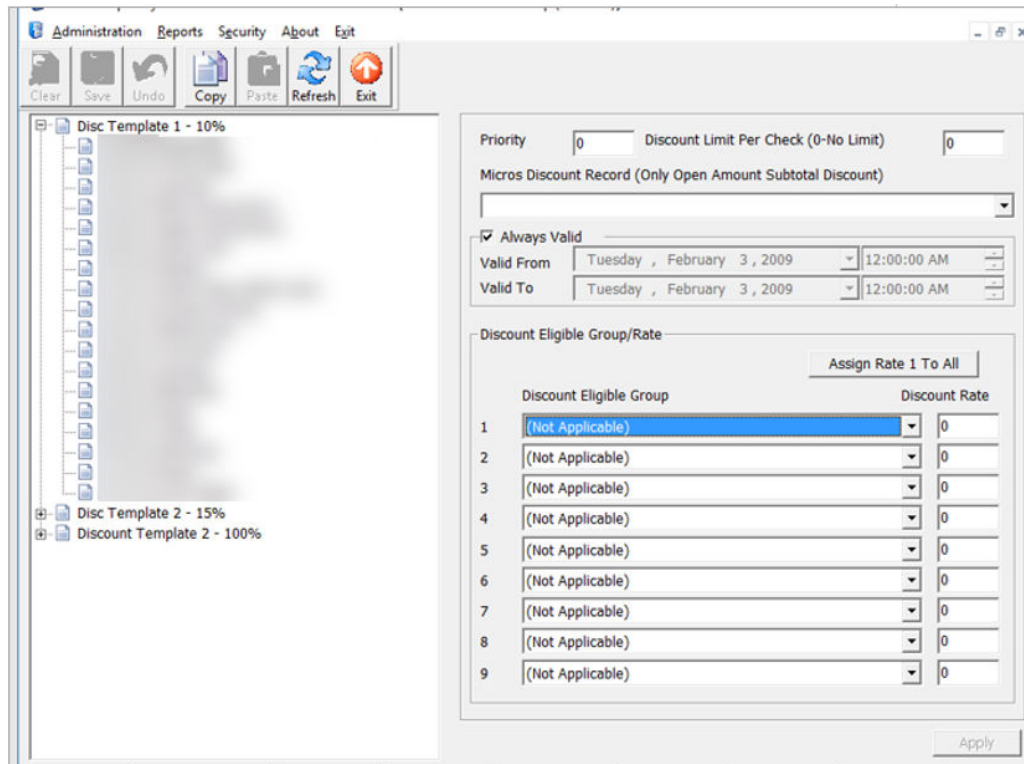 Administration Reports Security About Exit
Clear Save Undo Copy Paste Refresh Exit
Disc Template 1 - 10%
Disc Template 2 - 15%
Discount Template 2 - 100%
Priority 0 Discount Limit Per Check (0-No Limit) 0
Micros Discount Record (Only Open Amount Subtotal Discount)
Always Valid
Valid From Tuesday , February 3 , 2009 12:00:00 AM
Valid To Tuesday , February 3 , 2009 12:00:00 AM
Discount Eligible Group/Rate
Assign Rate 1 To All
Discount Eligible Group Discount Rate
1 (Not Applicable) 0
2 (Not Applicable) 0
3 (Not Applicable) 0
4 (Not Applicable) 0
5 (Not Applicable) 0
6 (Not Applicable) 0
7 (Not Applicable) 0
8 (Not Applicable) 0
9 (Not Applicable) 0
Apply